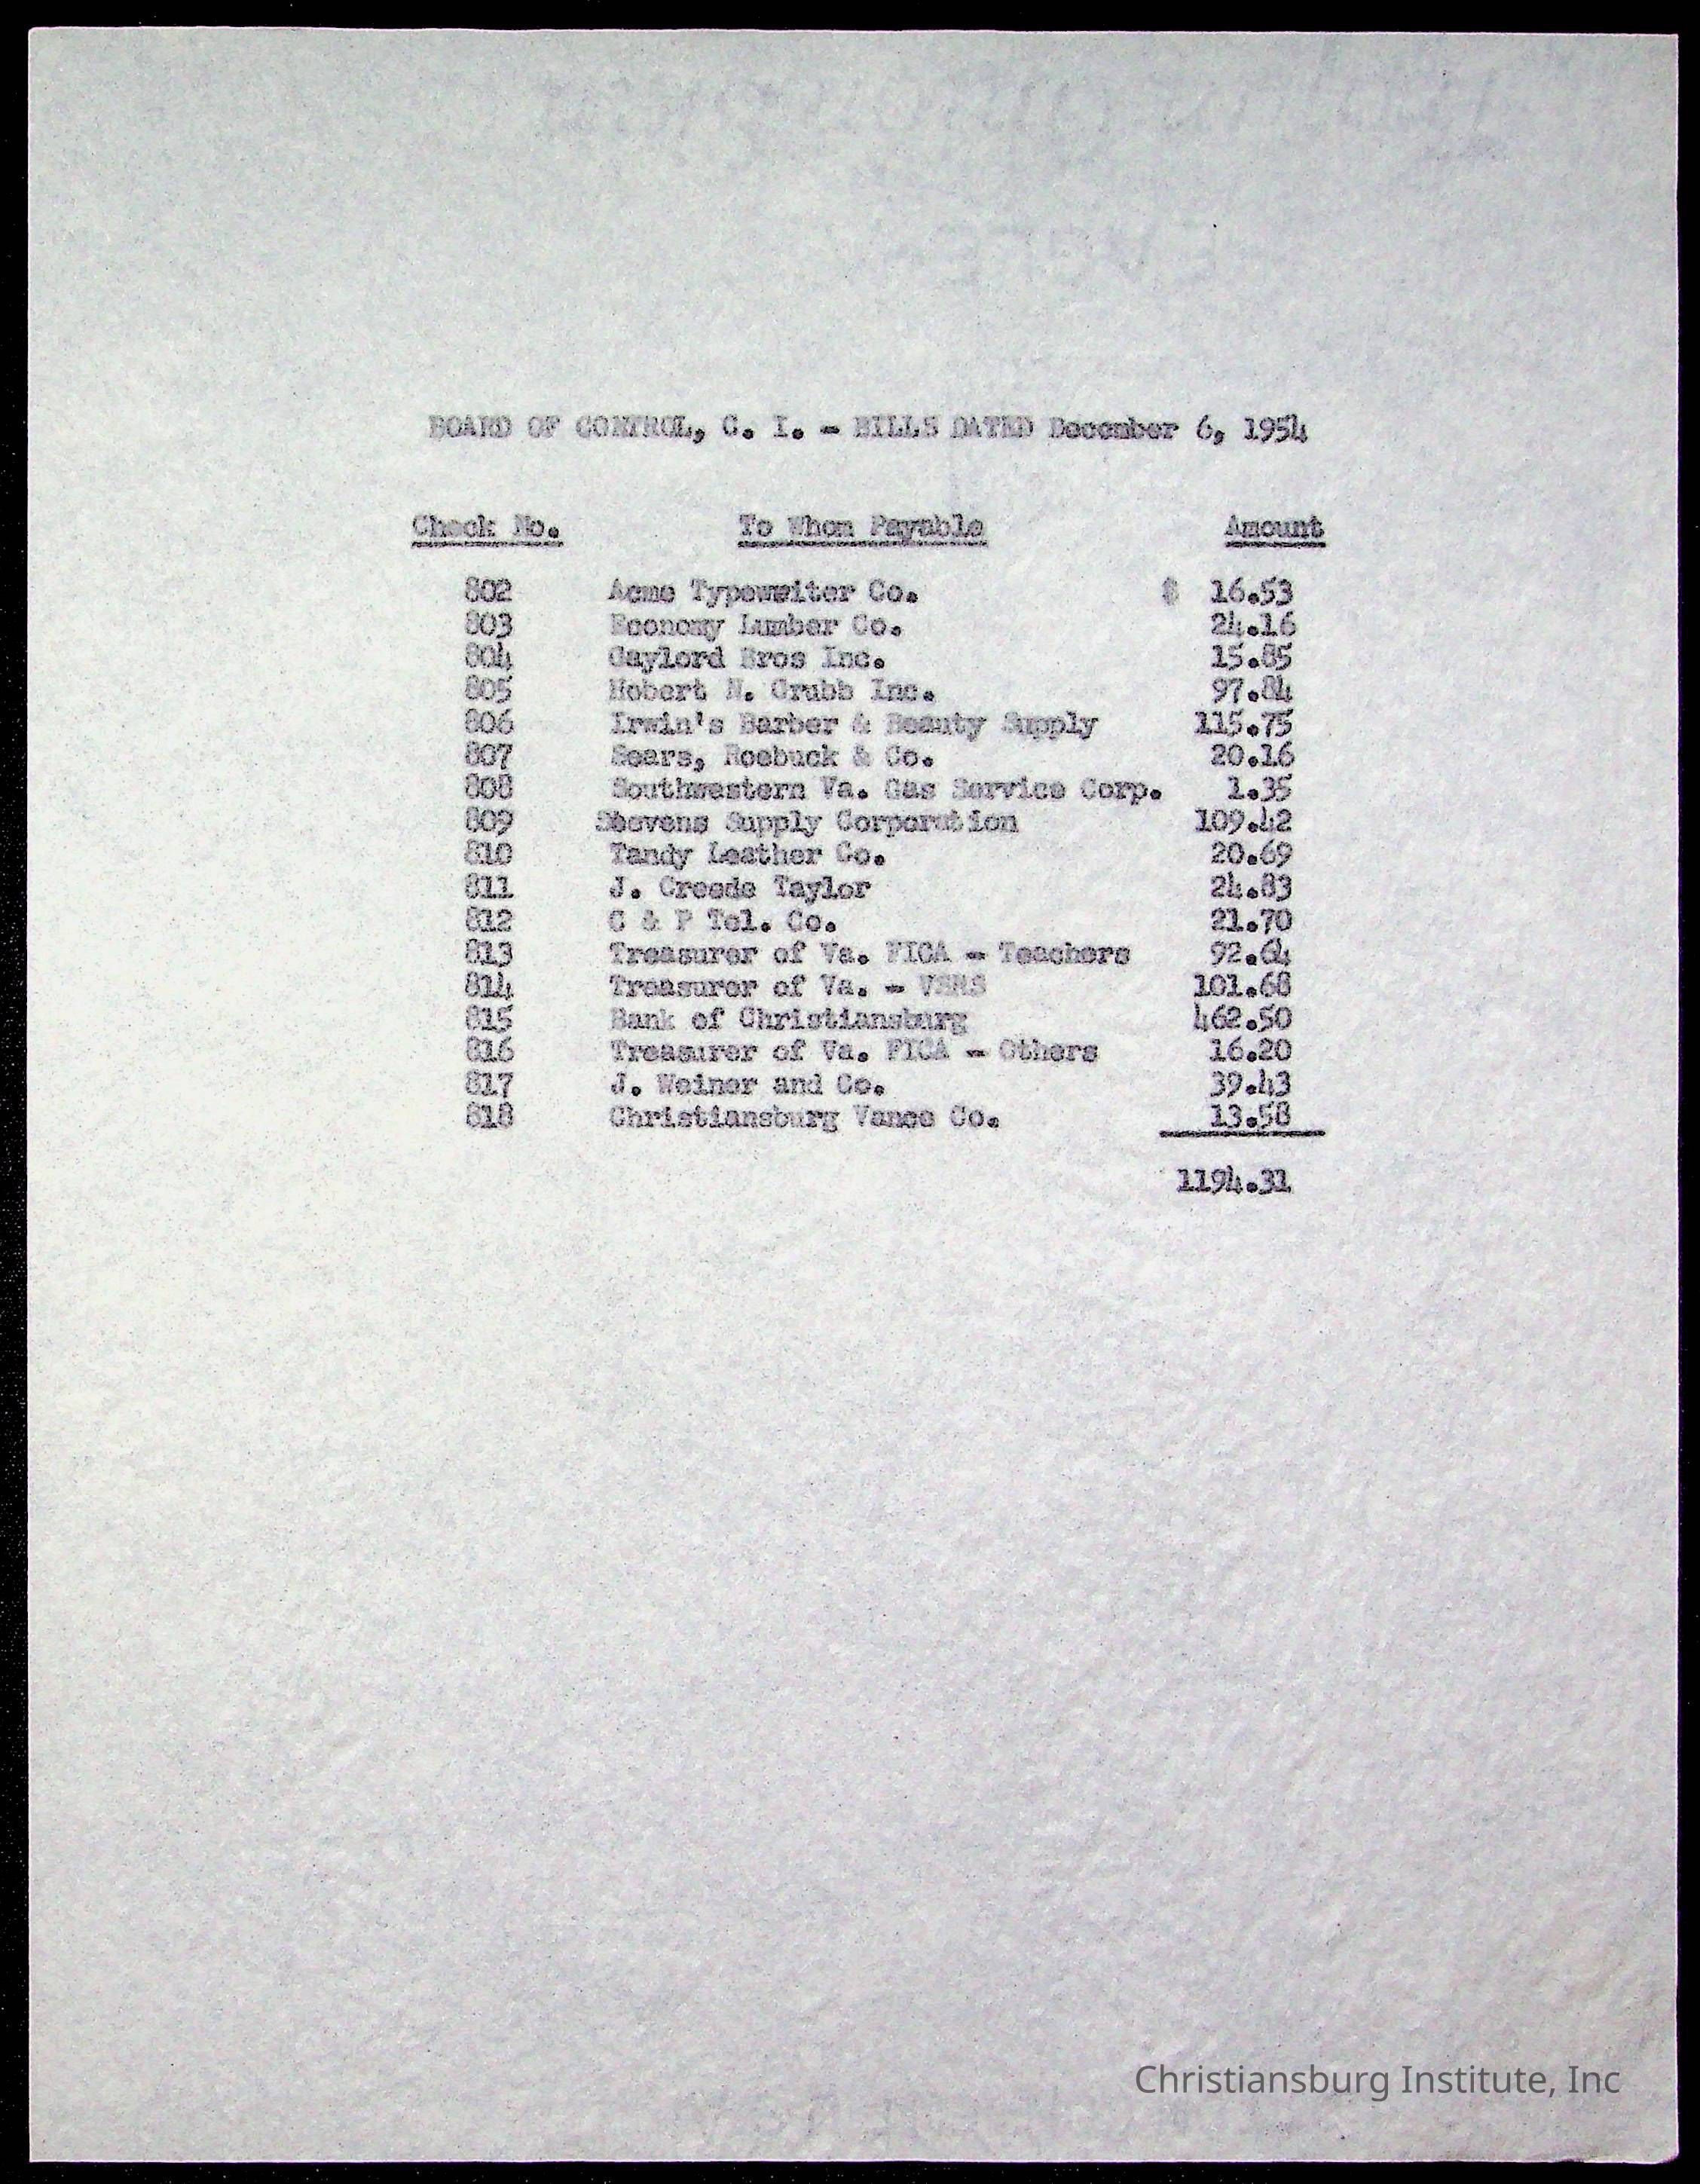 BOARD OF CONTROL, C. I. - BILLS DATED December 6, 1954
Check No. To Whom Payable Amount
802 Acme Typewriter Co. $ 16.53
803 Economy Lumber Co. 24.16
804 Gaylord Bros Inc. 15.85
805 Hobert N. Grubb Inc. 97.84
806 Irwin's Barber & Beauty Supply 115.75
807 Sears, Roebuck & Co. 20.16
808 Southwestern Va. Gas Service Corp. 1.35
809 Stevens Supply Corporation 109.42
810 Tandy Leather Co. 20.69
811 J. Creede Taylor 24.83
812 C & P Tel. Co. 21.70
813 Treasurer of Va. FICA - Teachers 92.64
814 Treasurer of Va. - VSRS 101.68
815 Bank of Christiansburg 462.50
816 Treasurer of Va. FICA - Others 16.20
817 J. Weiner and Co. 39.43
818 Christiansburg Vance Co. 13.58
1194.31
Christiansburg Institute, Inc